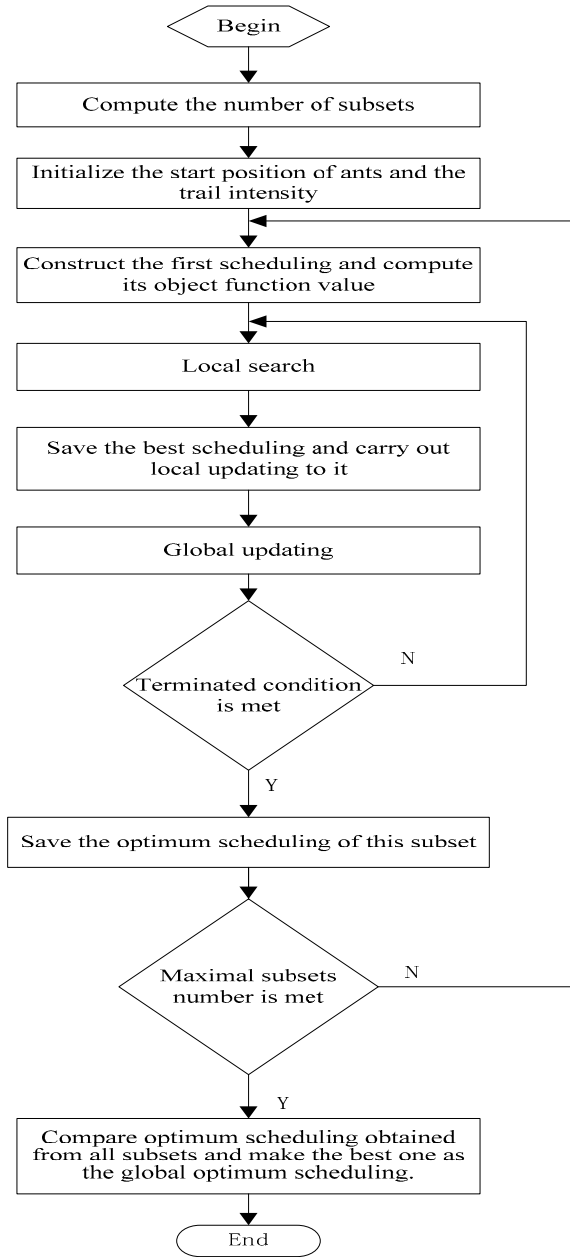 Begin
Compute the number of subsets
Initialize the start position of ants and the
trail intensity
Construct the first scheduling and compute
its object function value
Local search
Save the best scheduling and carry out
local updating to it
Global updating
N
Terminated condition
is met
Y
Save the optimum scheduling of this subset
N
Maximal subsets
number is met
Y
Compare optimum scheduling obtained
from all subsets and make the best one as
the global optimum scheduling.
End